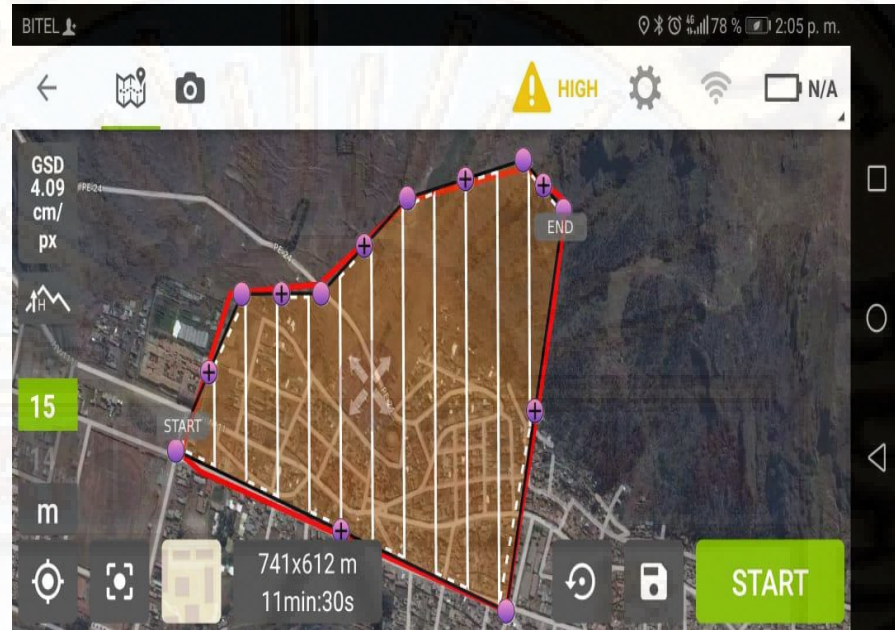 BITEL
78 %
2:05 p. m.
HIGH
N/A
GSD
4.09
cm/
px
PE-24
PE-24
H
END
15
START
14
m
741x612 m
11min:30s
START